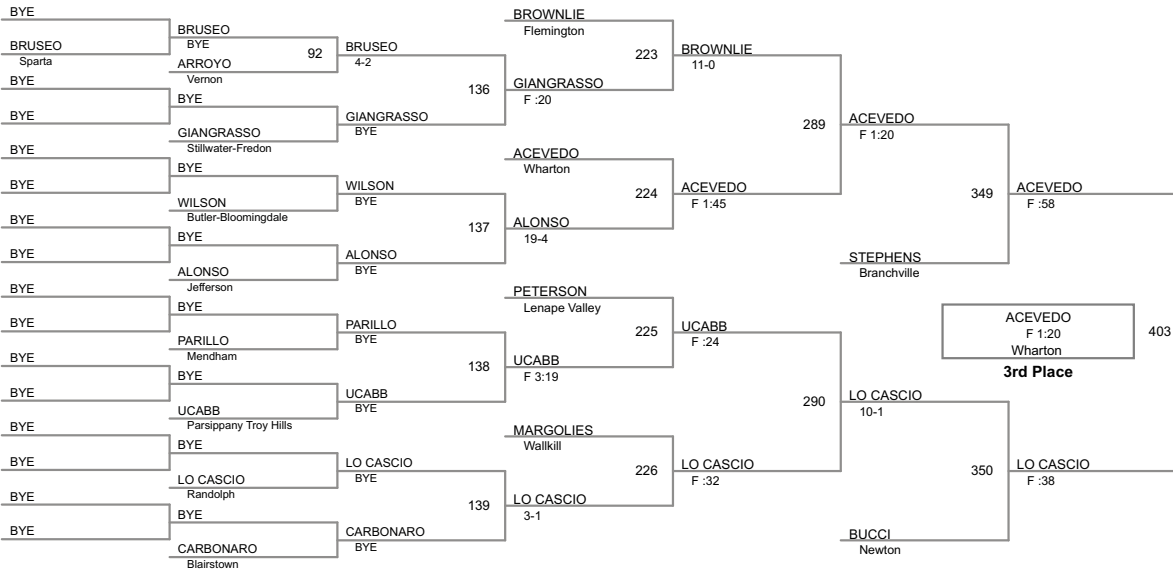 BYE
BRUSEO
Sparta
BYE
BYE
BYE
BYE
BYE
BYE
BYE
BYE
BYE
BYE
BYE
BYE
BYE
BYE
BRUSEO
BYE
92
ARROYO
Vernon
BYE
GIANGRASSO
Stillwater-Fredon
BYE
WILSON
Butler-Bloomingdale
BYE
ALONSO
Jefferson
BYE
PARILLO
Mendham
BYE
UCABB
Parsippany Troy Hills
BYE
LO CASCIO
Randolph
BYE
CARBONARO
Blairstown
BRUSEO
4-2
136
GIANGRASSO
BYE
WILSON
BYE
137
ALONSO
BYE
PARILLO
BYE
138
UCABB
BYE
LO CASCIO
BYE
139
CARBONARO
BYE
BROWNLIE
Flemington
223
GIANGRASSO
F :20
ACEVEDO
Wharton
224
ALONSO
19-4
PETERSON
Lenape Valley
225
UCABB
F 3:19
MARGOLIES
Wallkill
226
LO CASCIO
3-1
BROWNLIE
11-0
289
ACEVEDO
F 1:45
UCABB
F :24
290
LO CASCIO
F :32
ACEVEDO
F 1:20
349
STEPHENS
Branchville
LO CASCIO
10-1
350
BUCCI
Newton
ACEVEDO
F :58
ACEVEDO
F 1:20
Wharton
403
3rd Place
LO CASCIO
F :38